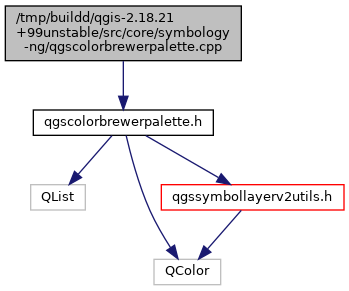 /tmp/buildd/qgis-2.18.21
+99unstable/src/core/symbology
-ng/qgscolorbrewerpalette.cpp
qgscolorbrewerpalette.h
QList
qgssymbollayerv2utils.h
QColor